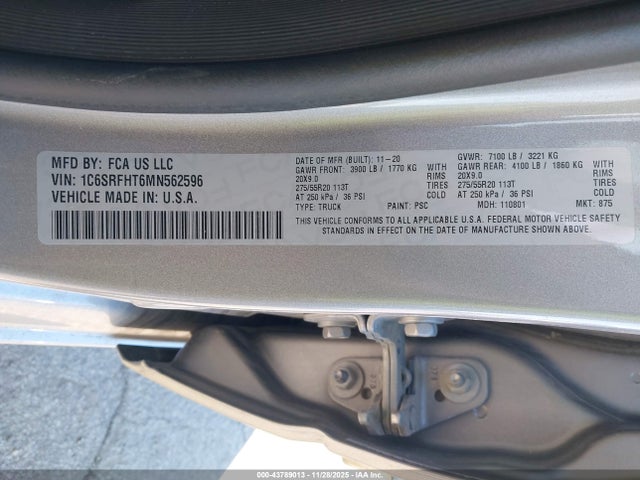 MFD BY: FCA US LLC
VIN: 1C6SRFHT6MN562596
VEHICLE MADE IN: U.S.A.
DATE OF MFR (BUILT): 11-20
GAWR FRONT: 3900 LB / 1770 KG
20X9.0 RIMS
275/55R20 113T TIRES
AT 250 kPa / 36 PSI COLD
TYPE: TRUCK PAINT: PSC
GVWR: 7100 LB / 3221 KG
GAWR REAR: 4100 LB / 1860 KG
20X9.0 RIMS
275/55R20 113T TIRES
AT 250 kPa / 36 PSI COLD
MDH: 110801 MKT: 875
THIS VEHICLE CONFORMS TO ALL APPLICABLE U.S.A. FEDERAL MOTOR VEHICLE SAFETY
STANDARDS IN EFFECT ON THE DATE OF MANUFACTURE SHOWN ABOVE.
000-43789013 - 11/28/2025 - IAAI.COM